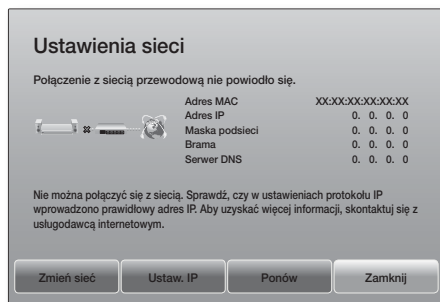 Ustawienia sieci
Połączenie z siecią przewodową nie powiodło się.
Adres MAC XX:XX:XX:XX:XX:XX
Adres IP 0. 0. 0. 0
Maska podsieci 0. 0. 0. 0
Brama 0. 0. 0. 0
Serwer DNS 0. 0. 0. 0
Nie można połączyć się z siecią. Sprawdź, czy w ustawieniach protokołu IP
wprowadzono prawidłowy adres IP. Aby uzyskać więcej informacji, skontaktuj się z
usługodawcą internetowym.
Zmień sieć Ustaw. IP Ponów Zamknij